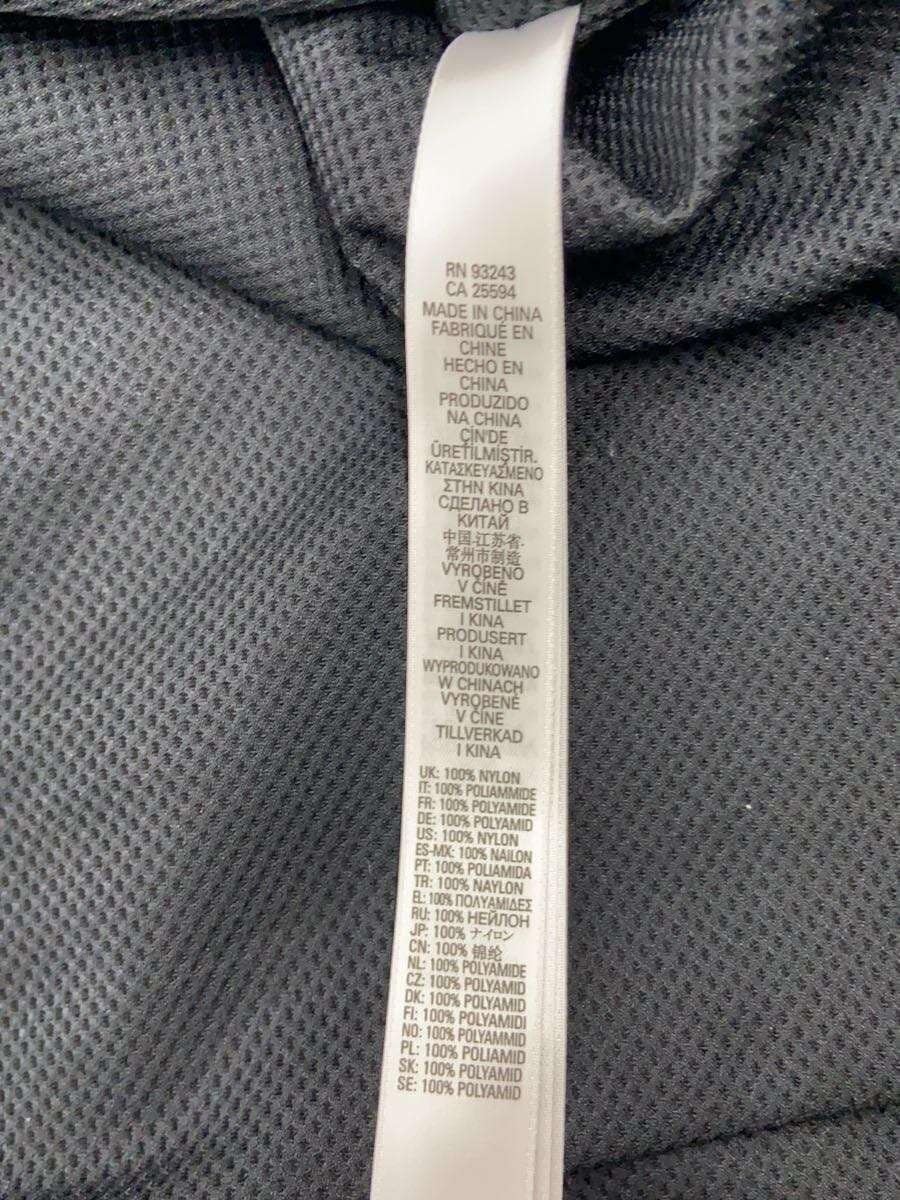 RN 93243
CA 25594
MADE IN CHINA
FABRIQUÉ EN
CHINE
HECHO EN
CHINA
PRODUZIDO
NA CHINA
ÇİN'DE
ÜRETILMIŞTİR.
ΚΑΤΑΣΚΕΥΑΣΜΕΝΟ
ΣΤΗΝ ΚΙΝΑ
СДЕЛАНО В
КИТАЙ
中国.江苏省.
常州市制造
VYROBENO
V ČÍNĚ
FREMSTILLET
I KINA
PRODUSERT
I KINA
WYPRODUKOWANO
W CHINACH
VYROBENÉ
V ČÍNE
TILLVERKAD
I KINA
UK: 100% NYLON
IT: 100% POLIAMMIDE
FR: 100% POLYAMIDE
DE: 100% POLYAMID
US: 100% NYLON
ES-MX: 100% NAILON
PT: 100% POLIAMIDA
TR: 100% NAYLON
EL: 100% ΠΟΛΥΑΜΙΔΕΣ
RU: 100% НЕЙЛОН
JP: 100% ナイロン
CN: 100% 锦纶
NL: 100% POLYAMIDE
CZ: 100% POLYAMID
DK: 100% POLYAMID
FI: 100% POLYAMIDI
NO: 100% POLYAMMID
PL: 100% POLIAMID
SK: 100% POLYAMID
SE: 100% POLYAMID